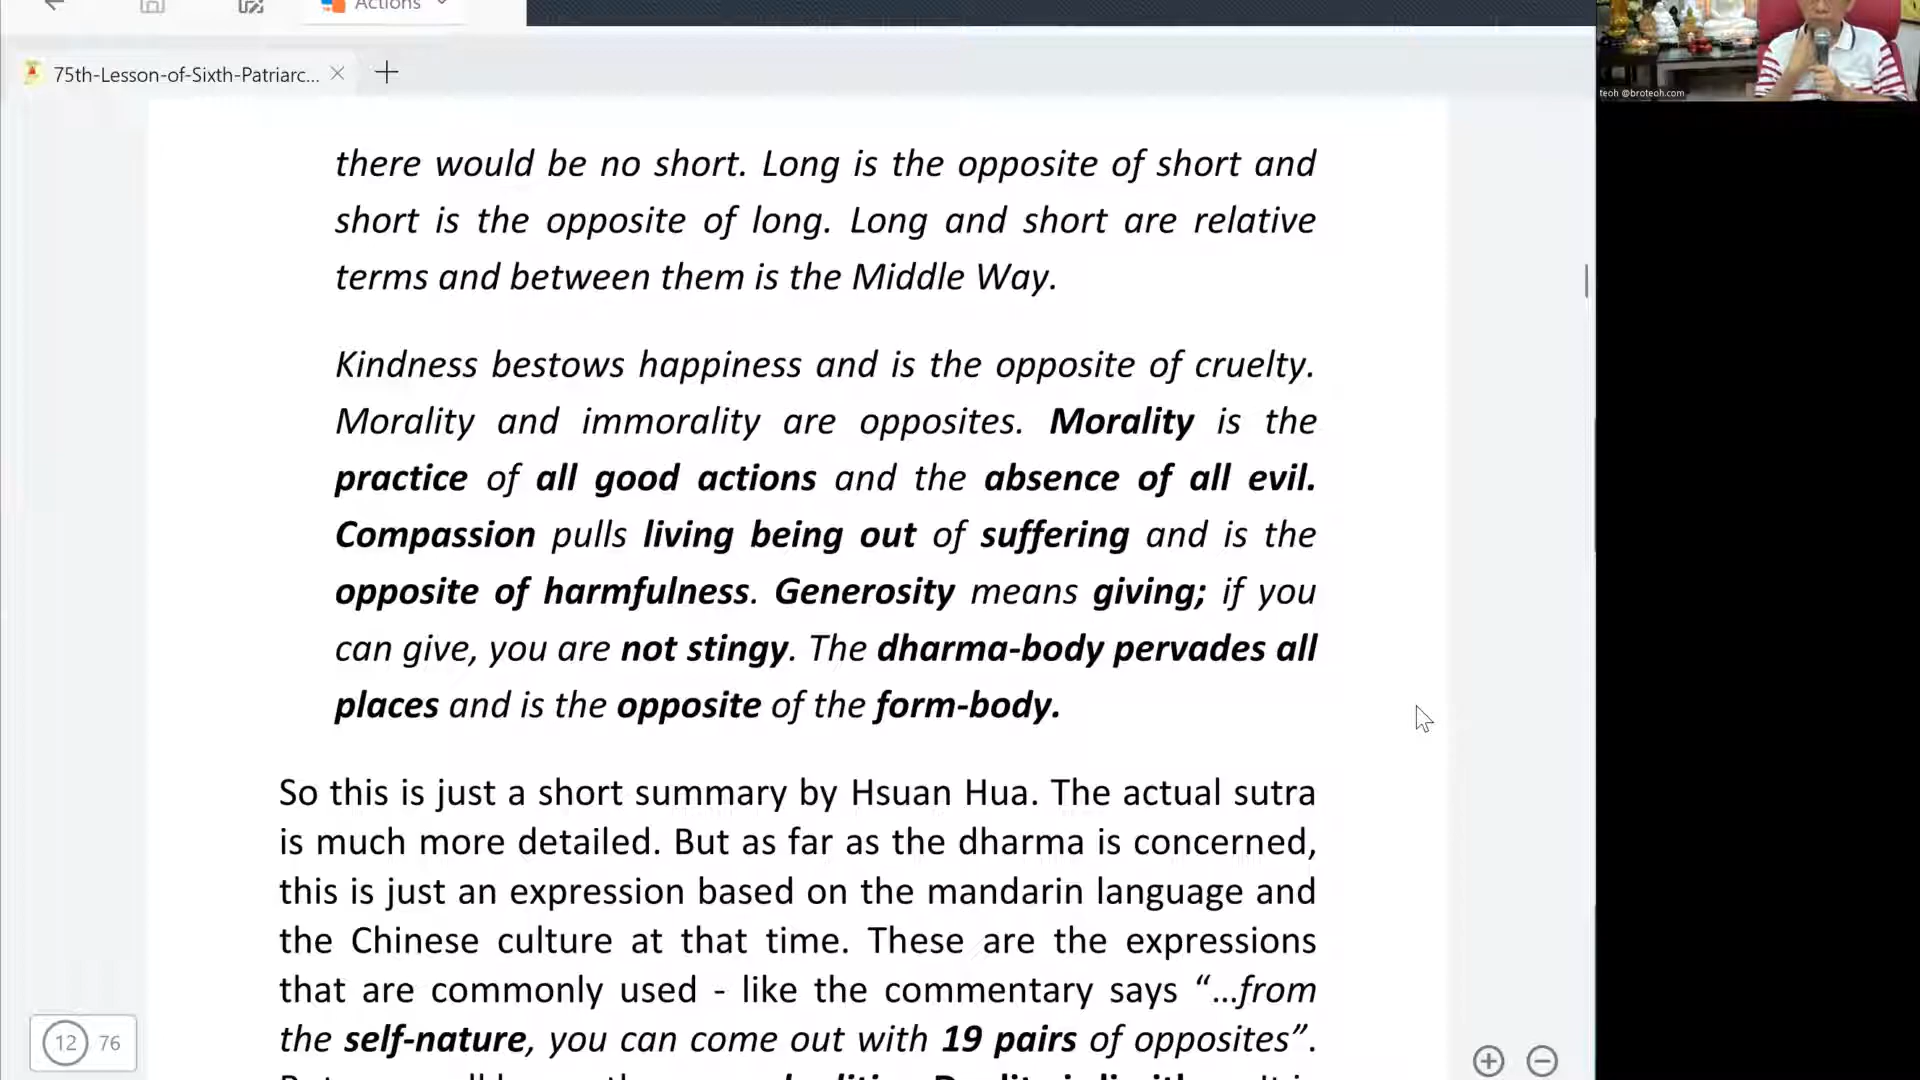 Actions
75th-Lesson-of-Sixth-Patriarc...
teoh @broteoh.com
there would be no short. Long is the opposite of short and
short is the opposite of long. Long and short are relative
terms and between them is the Middle Way.
Kindness bestows happiness and is the opposite of cruelty.
Morality and immorality are opposites. Morality is the
practice of all good actions and the absence of all evil.
Compassion pulls living being out of suffering and is the
opposite of harmfulness. Generosity means giving; if you
can give, you are not stingy. The dharma-body pervades all
places and is the opposite of the form-body.
So this is just a short summary by Hsuan Hua. The actual sutra
is much more detailed. But as far as the dharma is concerned,
this is just an expression based on the mandarin language and
the Chinese culture at that time. These are the expressions
that are commonly used - like the commentary says “...from
the self-nature, you can come out with 19 pairs of opposites”.
12 76